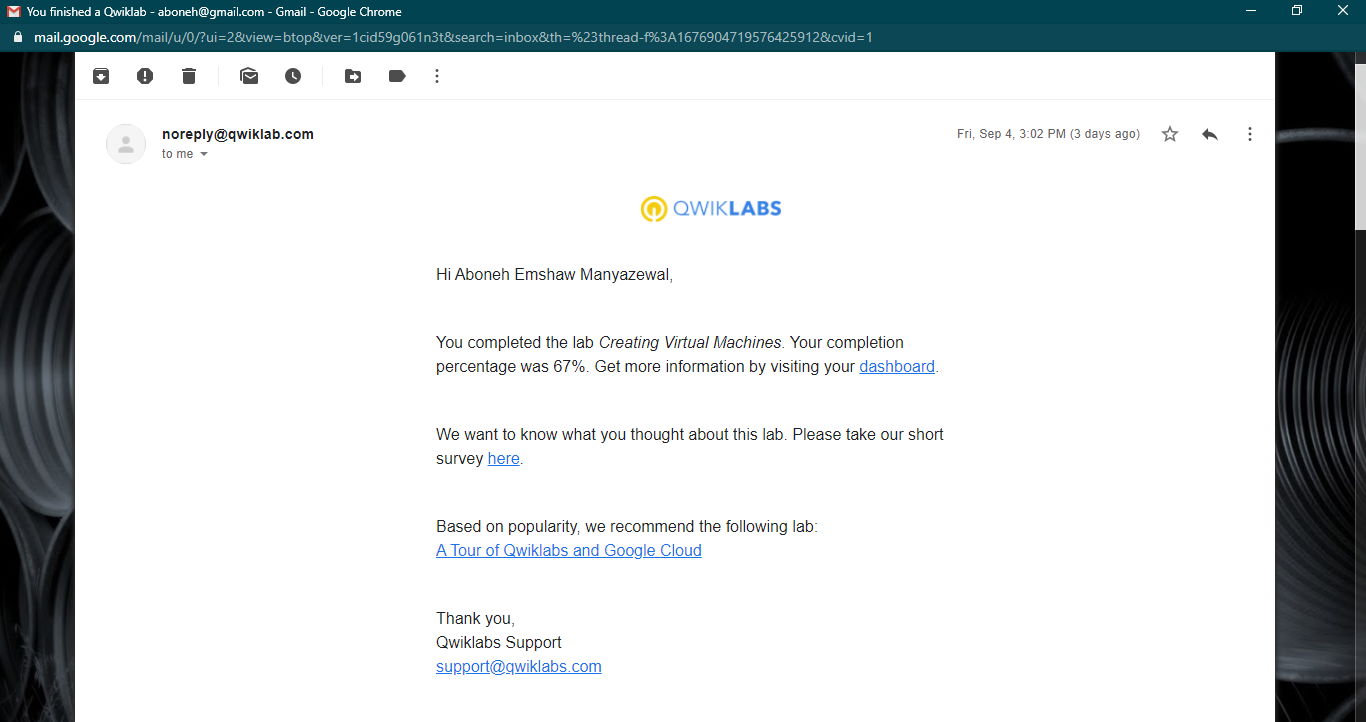 You finished a Qwiklab - aboneh@gmail.com - Gmail - Google Chrome
mail.google.com/mail/u/0/?ui=2&view=btop&ver=1cid59g061n3t&search=inbox&th=%23thread-f%3A1676904719576425912&cvid=1
noreply@qwiklab.com
Fri, Sep 4, 3:02 PM (3 days ago)
to me
QWIKLABS
Hi Aboneh Emshaw Manyazewal,
You completed the lab Creating Virtual Machines. Your completion
percentage was 67%. Get more information by visiting your dashboard.
We want to know what you thought about this lab. Please take our short
survey here.
Based on popularity, we recommend the following lab:
A Tour of Qwiklabs and Google Cloud
Thank you,
Qwiklabs Support
support@qwiklabs.com